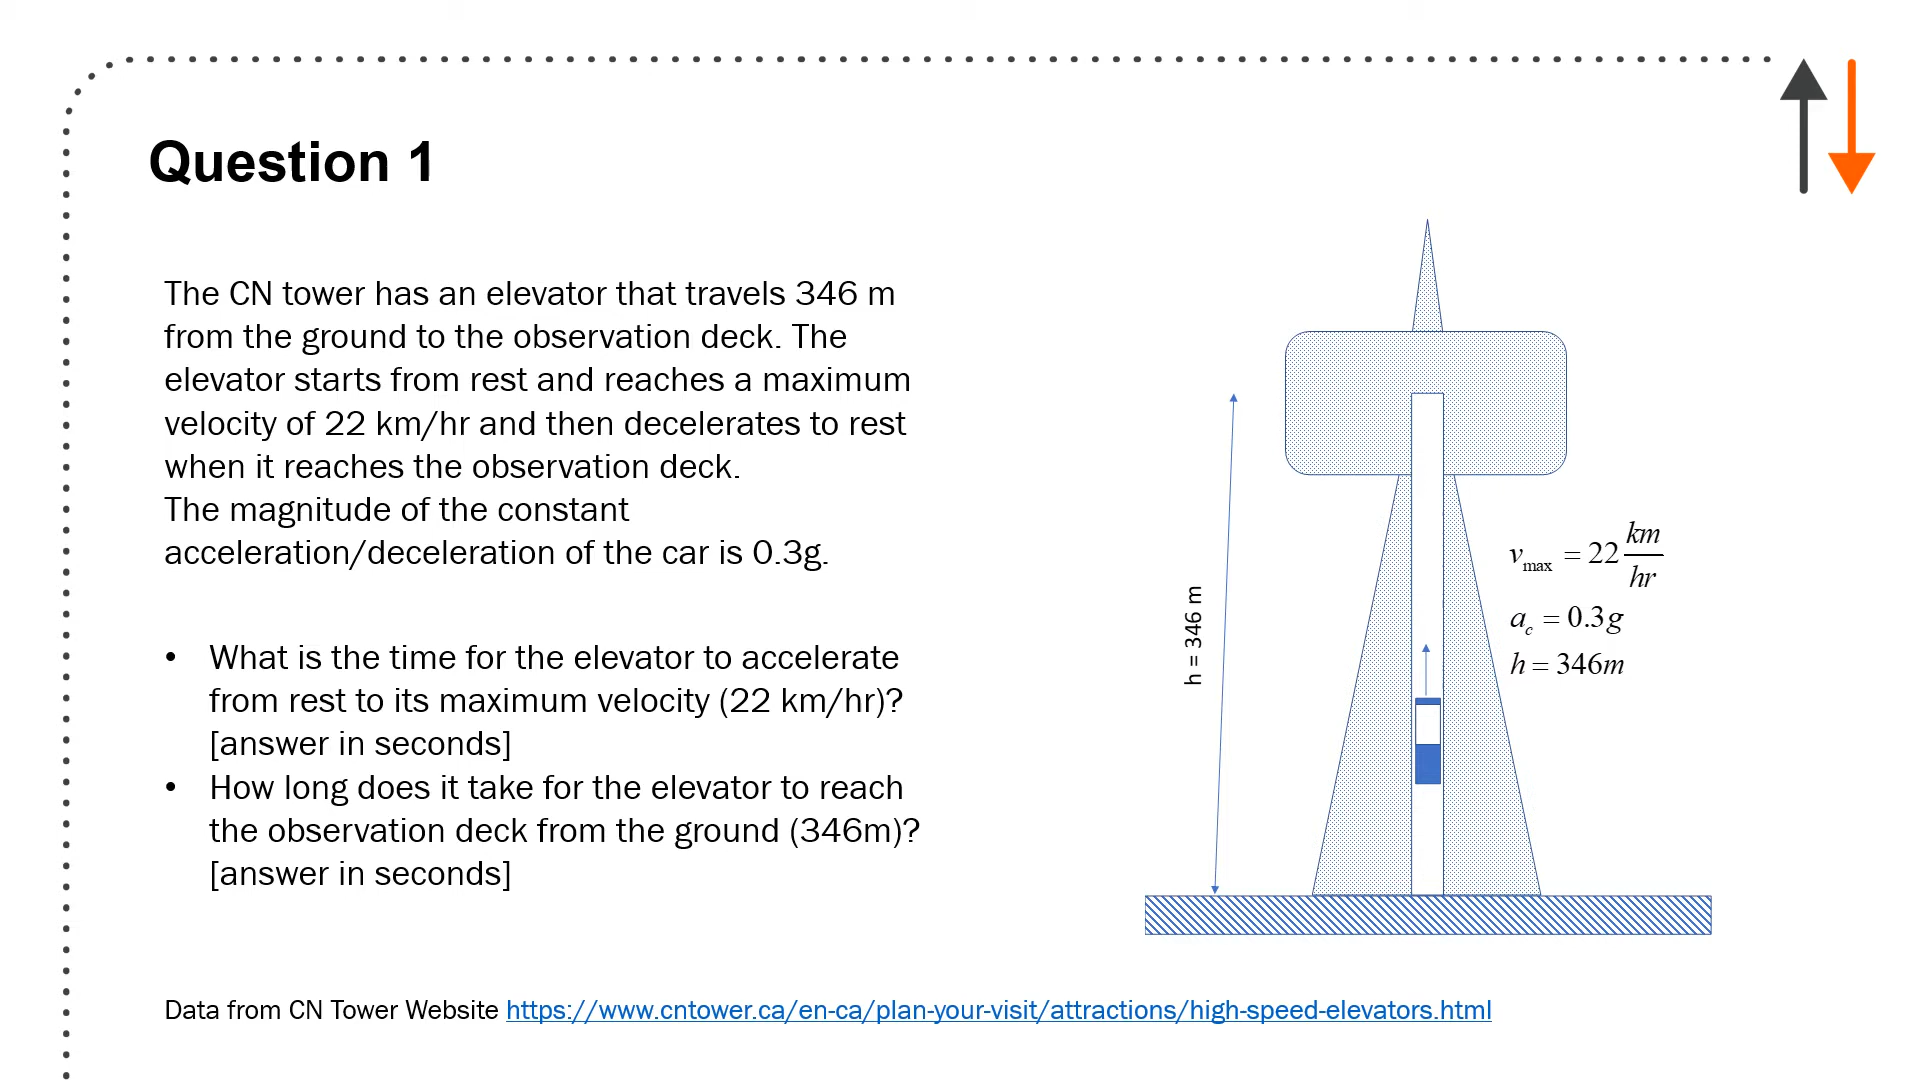 Question 1
The CN tower has an elevator that travels 346 m
from the ground to the observation deck. The
elevator starts from rest and reaches a maximum
velocity of 22 km/hr and then decelerates to rest
when it reaches the observation deck.
The magnitude of the constant
acceleration/deceleration of the car is 0.3g.
• What is the time for the elevator to accelerate
from rest to its maximum velocity (22 km/hr)?
[answer in seconds]
• How long does it take for the elevator to reach
the observation deck from the ground (346m)?
[answer in seconds]
h = 346 m
v_max = 22 km/hr
a_c = 0.3g
h = 346m
Data from CN Tower Website https://www.cntower.ca/en-ca/plan-your-visit/attractions/high-speed-elevators.html